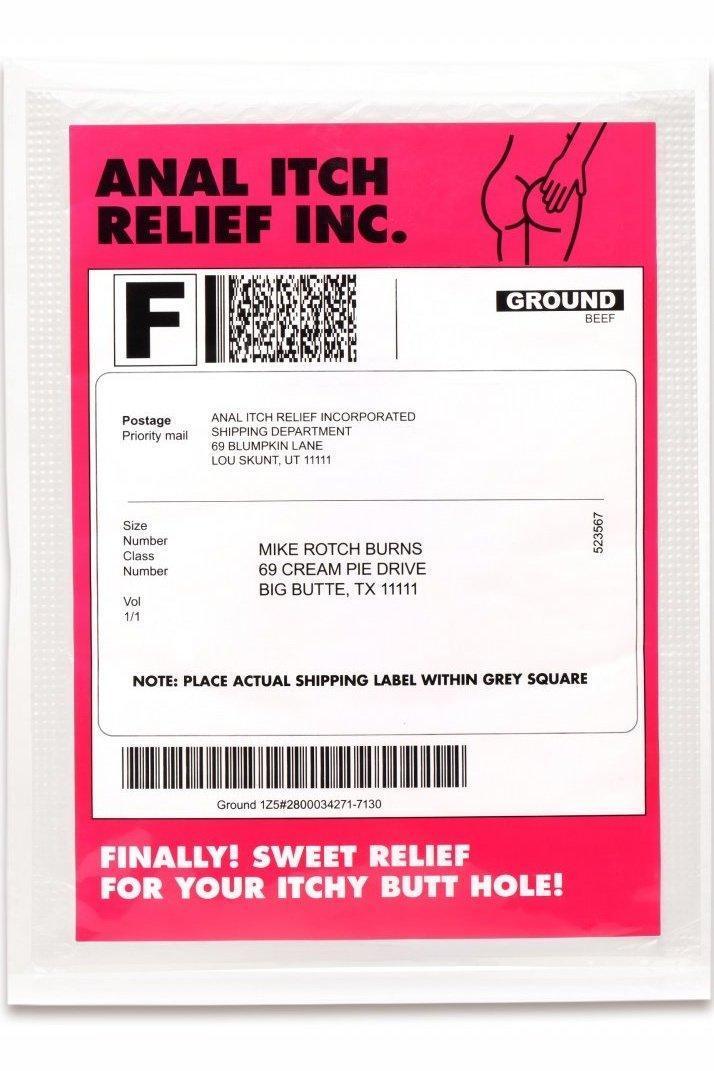 ANAL ITCH
RELIEF INC.
F
GROUND
BEEF
Postage
Priority mail
ANAL ITCH RELIEF INCORPORATED
SHIPPING DEPARTMENT
69 BLUMPKIN LANE
LOU SKUNT, UT 11111
Size
Number
Class
Number
Vol
1/1
MIKE ROTCH BURNS
69 CREAM PIE DRIVE
BIG BUTTE, TX 11111
523567
NOTE: PLACE ACTUAL SHIPPING LABEL WITHIN GREY SQUARE
Ground 1Z5#2800034271-7130
FINALLY! SWEET RELIEF
FOR YOUR ITCHY BUTT HOLE!